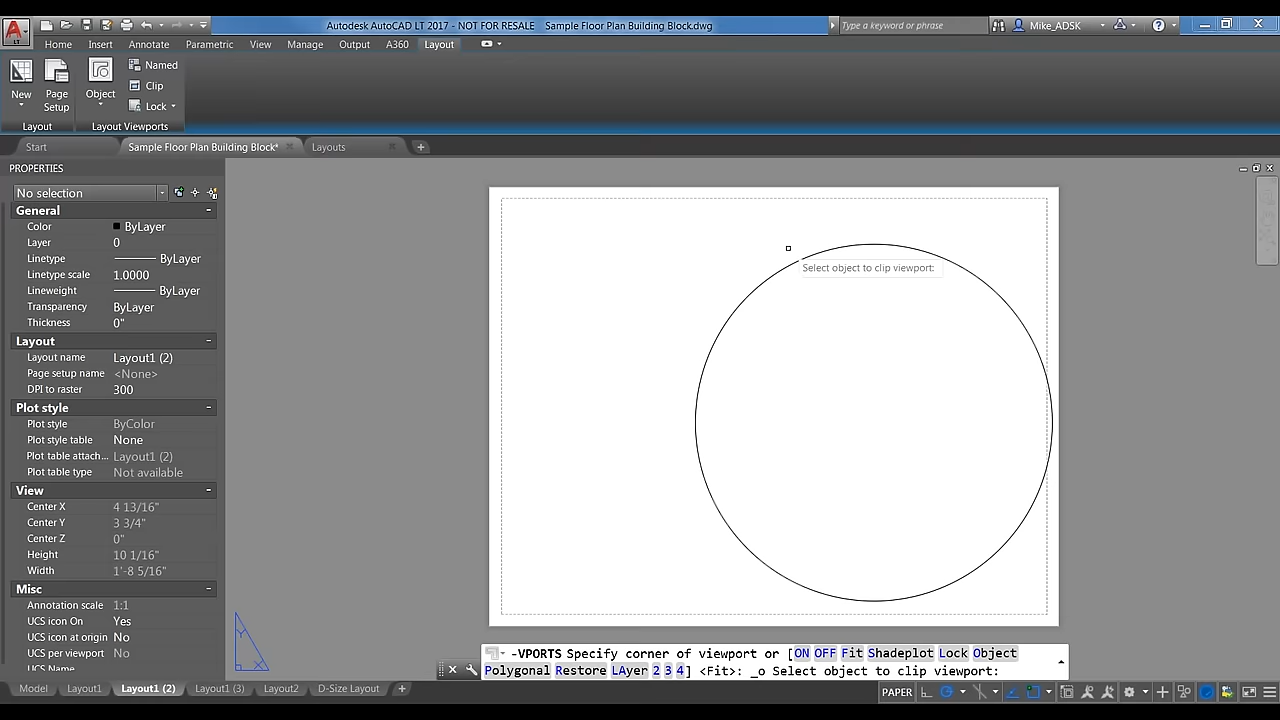 Autodesk AutoCAD LT 2017 - NOT FOR RESALE Sample Floor Plan Building Block.dwg
Type a keyword or phrase
Mike_ADSK
LT
Home Insert Annotate Parametric View Manage Output A360 Layout
New
Page Setup
Object
Named
Clip
Lock
Layout
Layout Viewports
Start
Sample Floor Plan Building Block*
Layouts
PROPERTIES
No selection
General
Color ByLayer
Layer 0
Linetype ByLayer
Linetype scale 1.0000
Lineweight ByLayer
Transparency ByLayer
Thickness 0"
Layout
Layout name Layout1 (2)
Page setup name <None>
DPI to raster 300
Plot style
Plot style ByColor
Plot style table None
Plot table attach... Layout1 (2)
Plot table type Not available
View
Center X 4 13/16"
Center Y 3 3/4"
Center Z 0"
Height 10 1/16"
Width 1'-8 5/16"
Misc
Annotation scale 1:1
UCS icon On Yes
UCS icon at origin No
UCS per viewport No
UCS Name
Select object to clip viewport:
Y
X
-VPORTS Specify corner of viewport or [ON OFF Fit Shadeplot Lock Object
Polygonal Restore LAyer 2 3 4] <Fit>: _o Select object to clip viewport:
Model Layout1 Layout1 (2) Layout1 (3) Layout2 D-Size Layout
PAPER